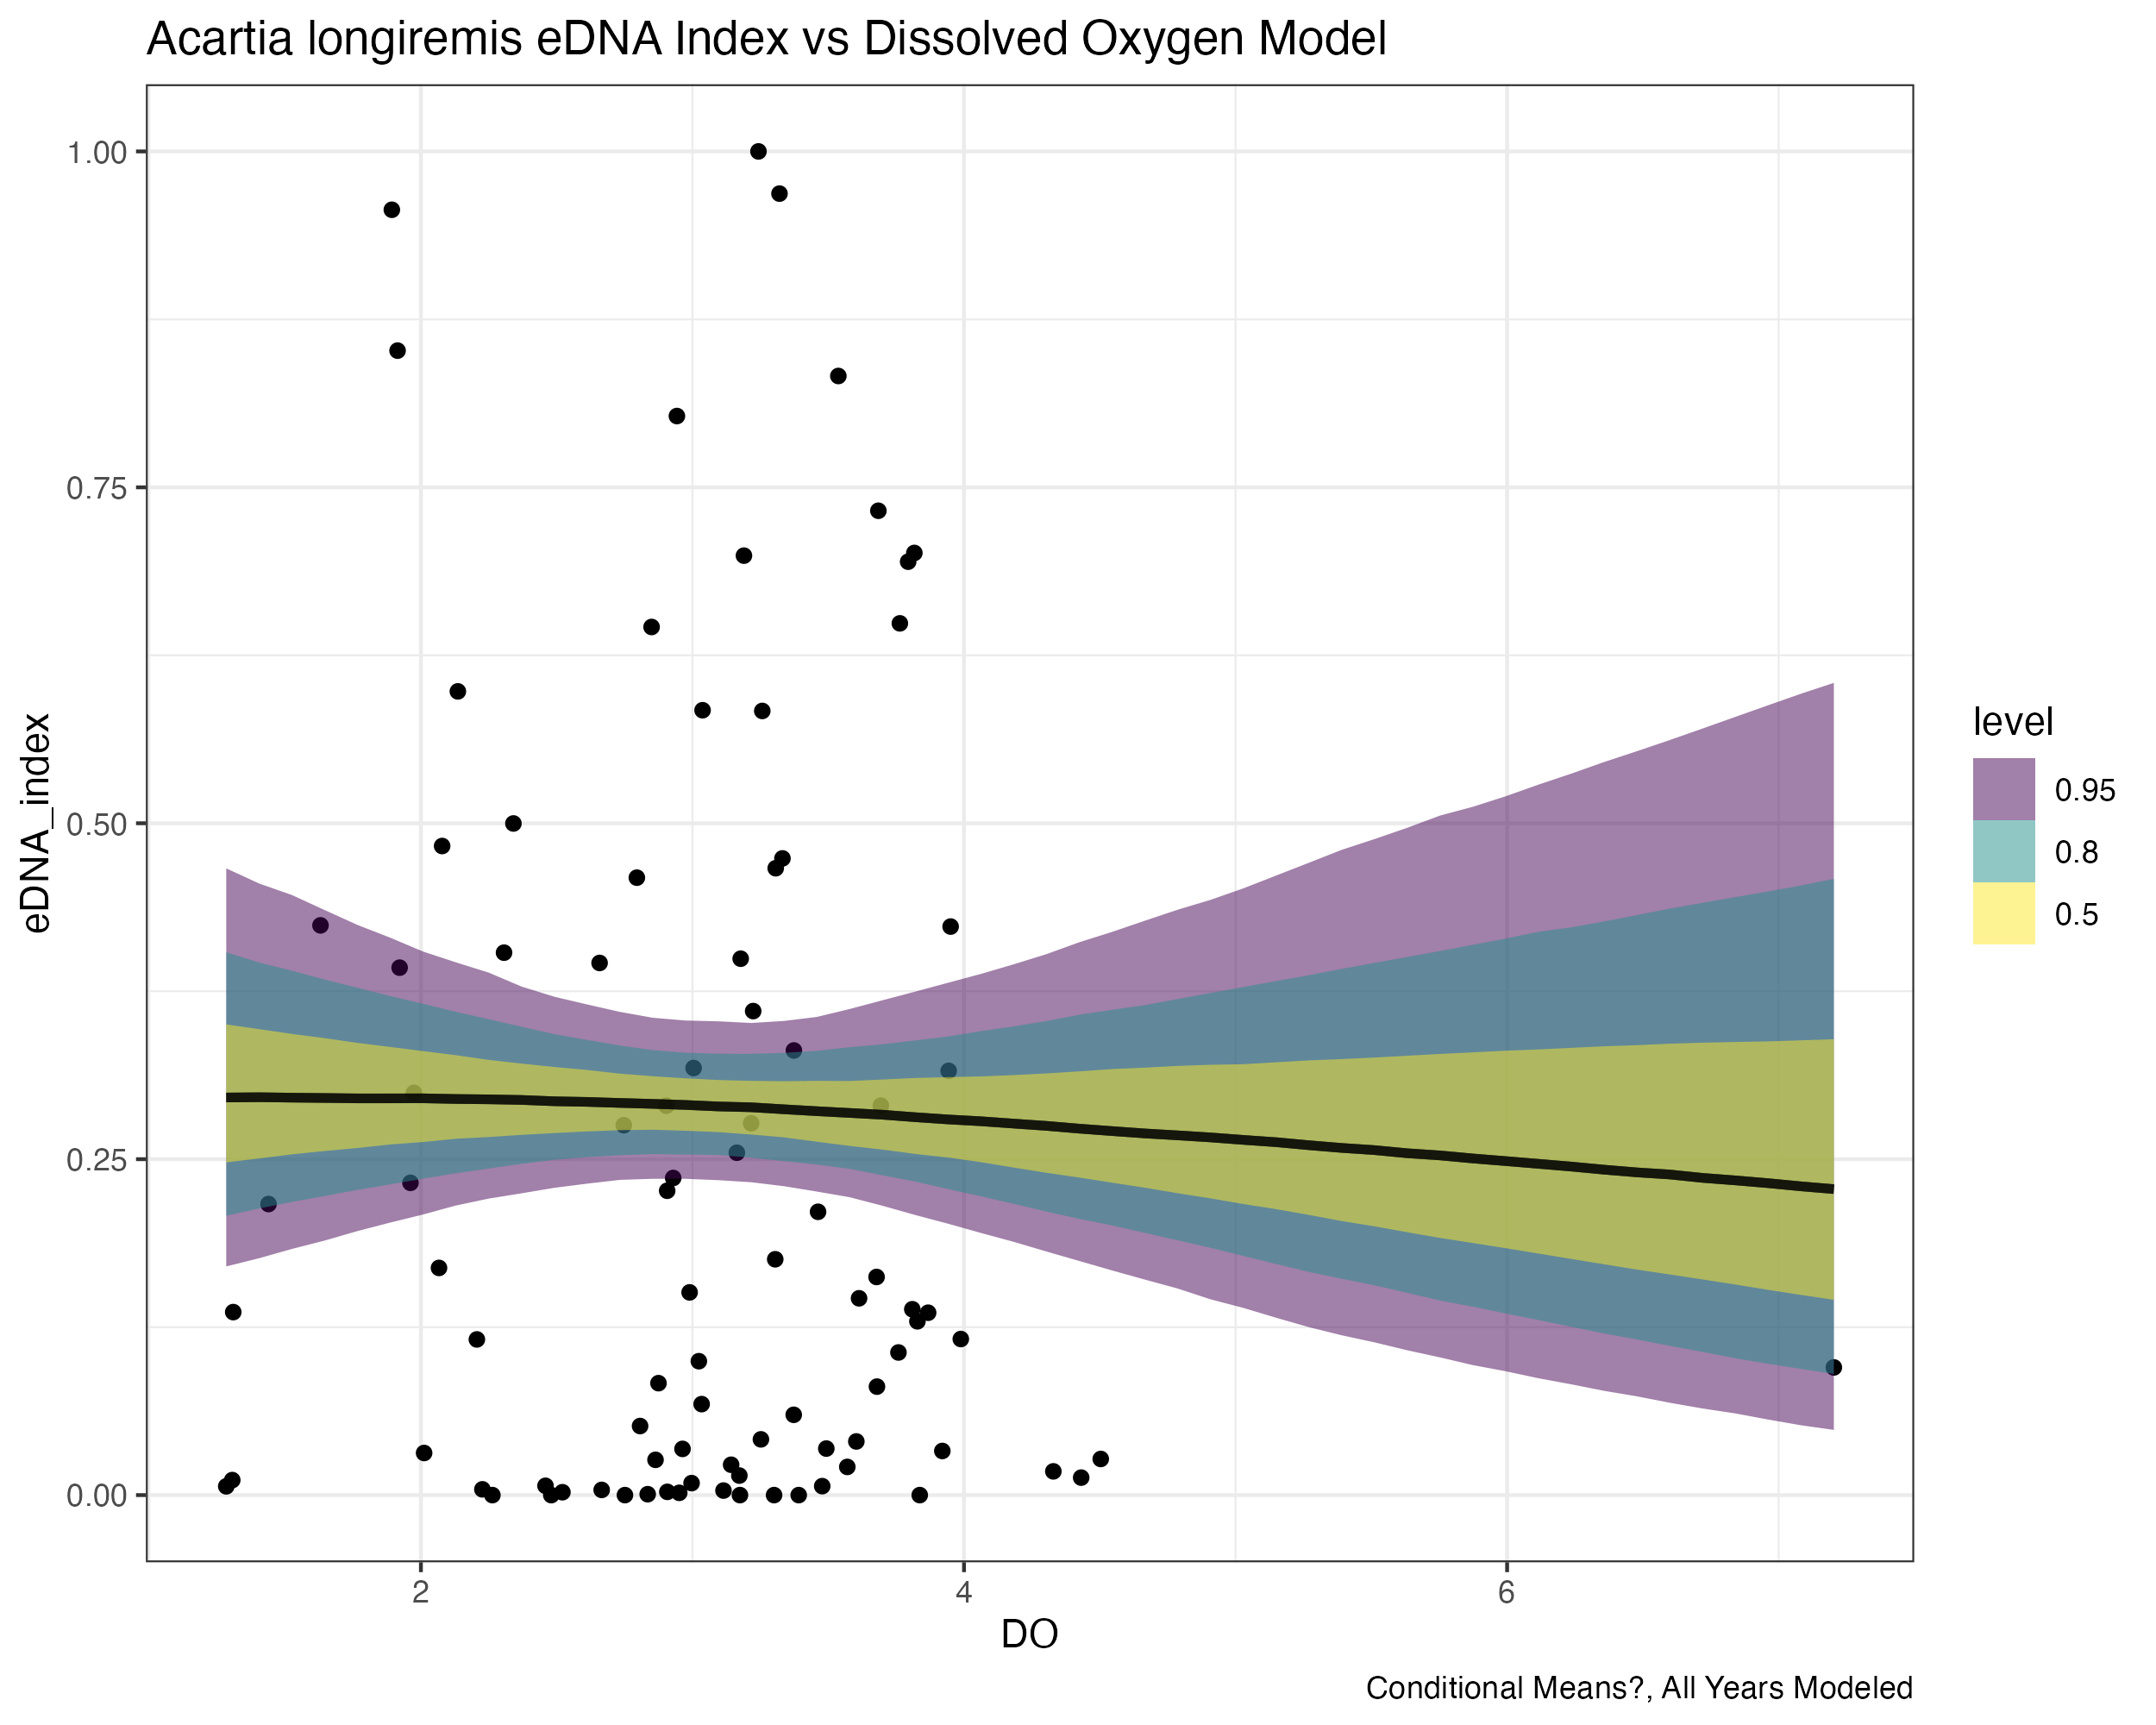 Acartia longiremis eDNA Index vs Dissolved Oxygen Model
1.00
0.75
0.50
0.25
0.00
eDNA_index
2
4
6
DO
level
0.95
0.8
0.5
Conditional Means?, All Years Modeled